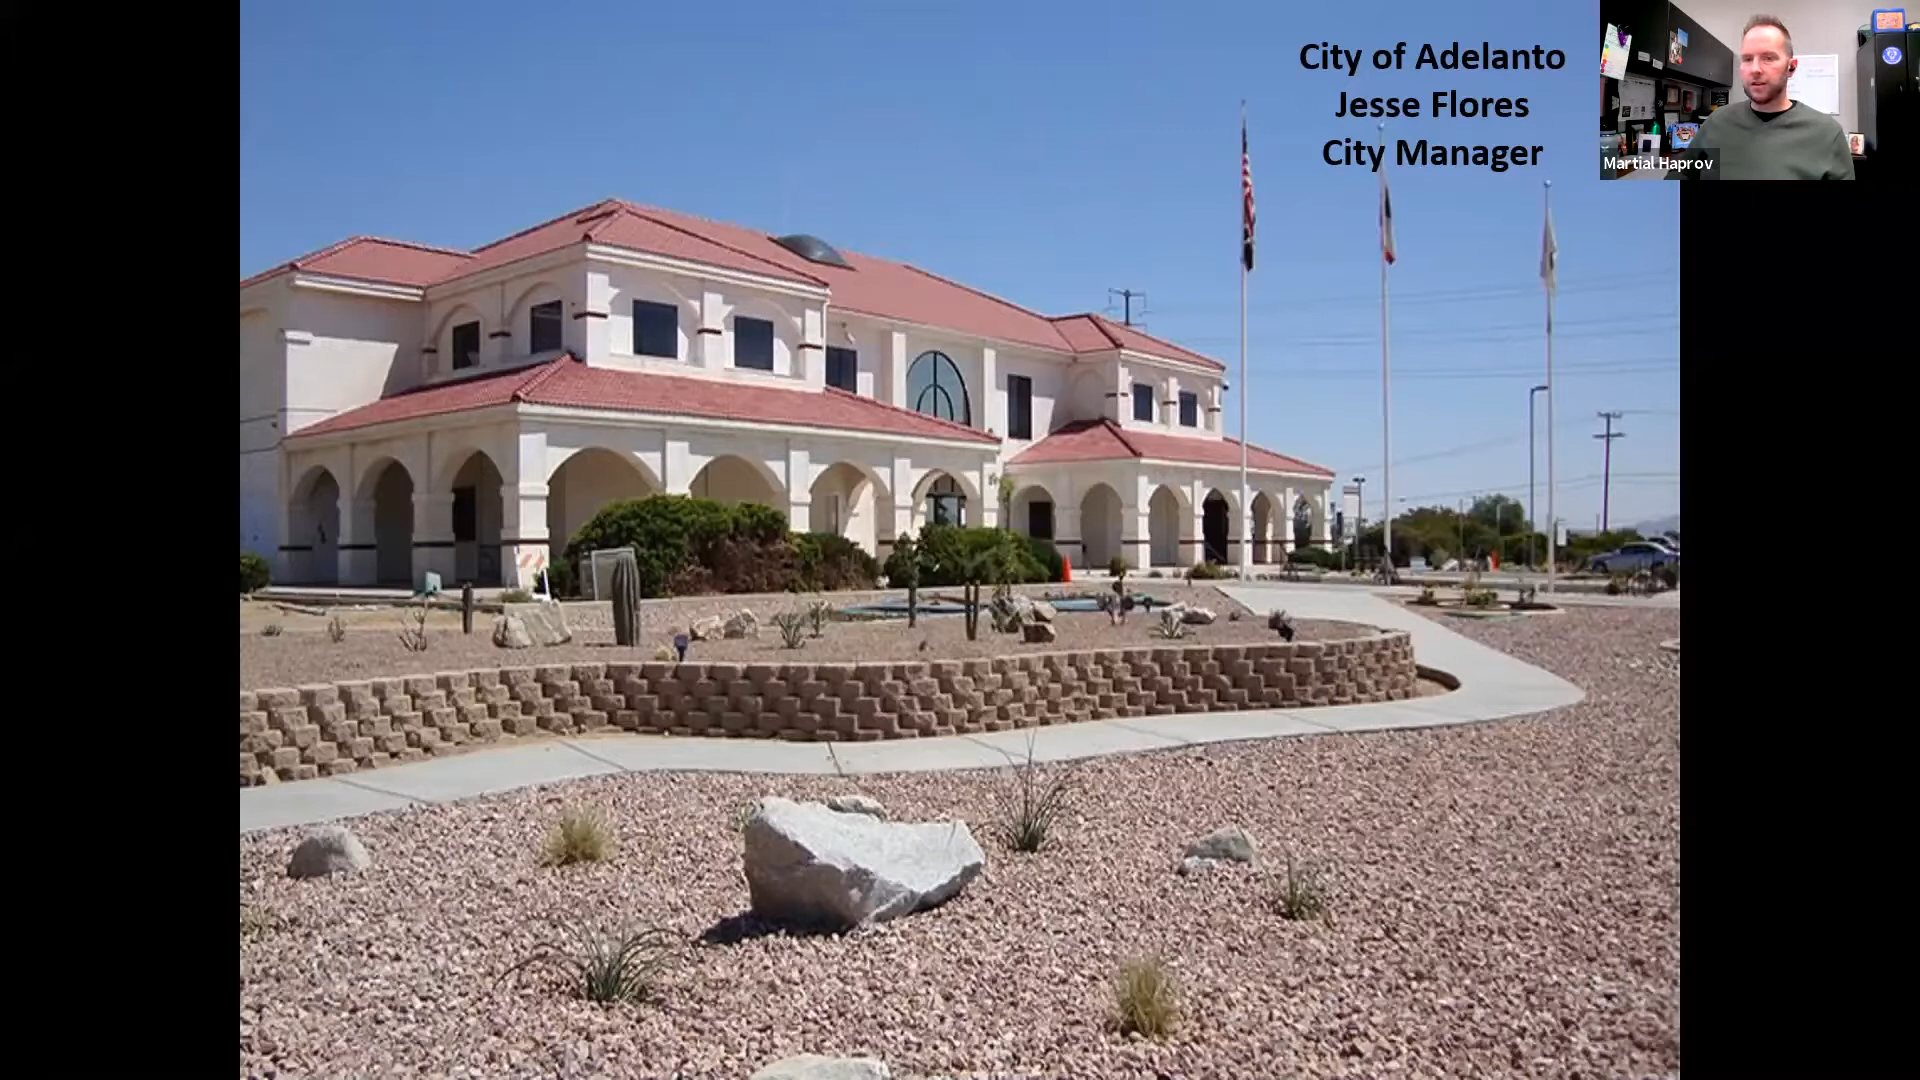 City of Adelanto
Jesse Flores
City Manager
Martial Haprov